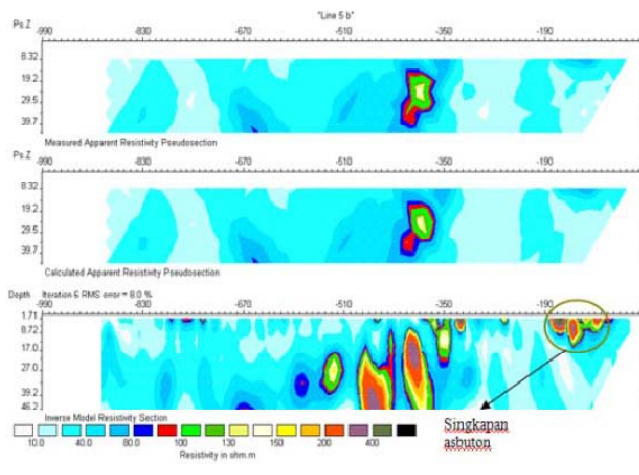 "Line 5 b"
Ps.Z -990 -830 -670 -510 -350 -190
8.32
19.2
29.5
39.7
Measured Apparent Resistivity Pseudosection
Ps.Z -990 -830 -670 -510 -350 -190
8.32
19.2
29.5
39.7
Calculated Apparent Resistivity Pseudosection
Depth Iteration 6 RMS error = 8.0 %
-990 -830 -670 -510 -350 -190
1.71
8.72
17.0
27.0
39.2
46.2
Inverse Model Resistivity Section
10.0 40.0 80.0 100 130 150 200 400
Resistivity in ohm.m
Singkapan
asbuton